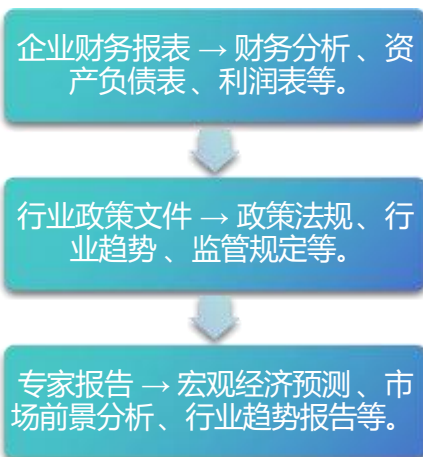 企业财务报表 → 财务分析、资
产负债表、利润表等。
行业政策文件 → 政策法规、行
业趋势、监管规定等。
专家报告 → 宏观经济预测、市
场前景分析、行业趋势报告等。